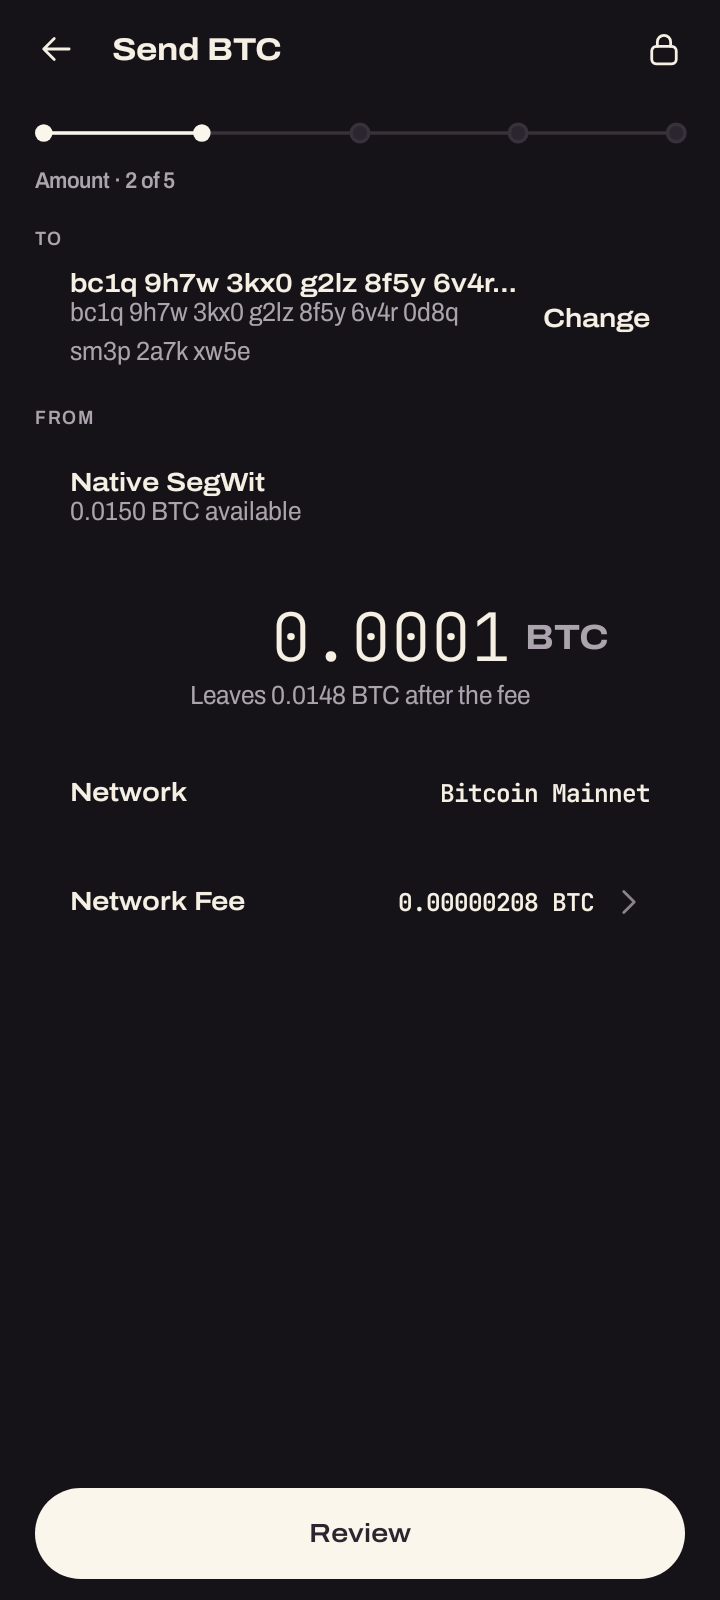 Send BTC
Amount · 2 of 5
TO
bc1q 9h7w 3kx0 g2lz 8f5y 6v4r...
bc1q 9h7w 3kx0 g2lz 8f5y 6v4r 0d8q
sm3p 2a7k xw5e
Change
FROM
Native SegWit
0.0150 BTC available
0.0001 BTC
Leaves 0.0148 BTC after the fee
Network Bitcoin Mainnet
Network Fee 0.00000208 BTC
Review